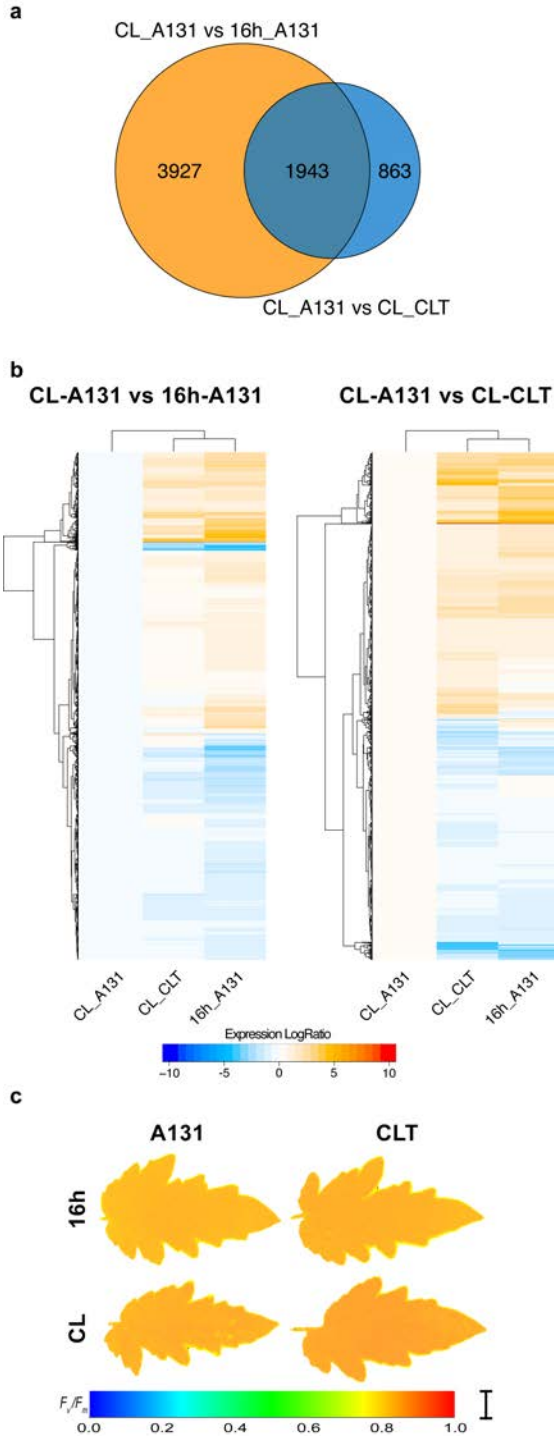 a
CL_A131 vs 16h_A131
3927 1943 863
CL_A131 vs CL_CLT
b
CL-A131 vs 16h-A131 CL-A131 vs CL-CLT
CL_A131 CL_CLT 16h_A131 CL_A131 CL_CLT 16h_A131
Expression LogRatio
−10 -5 0 5 10
c
A131 CLT
16h
CL
Fv/Fm
0.0 0.2 0.4 0.6 0.8 1.0